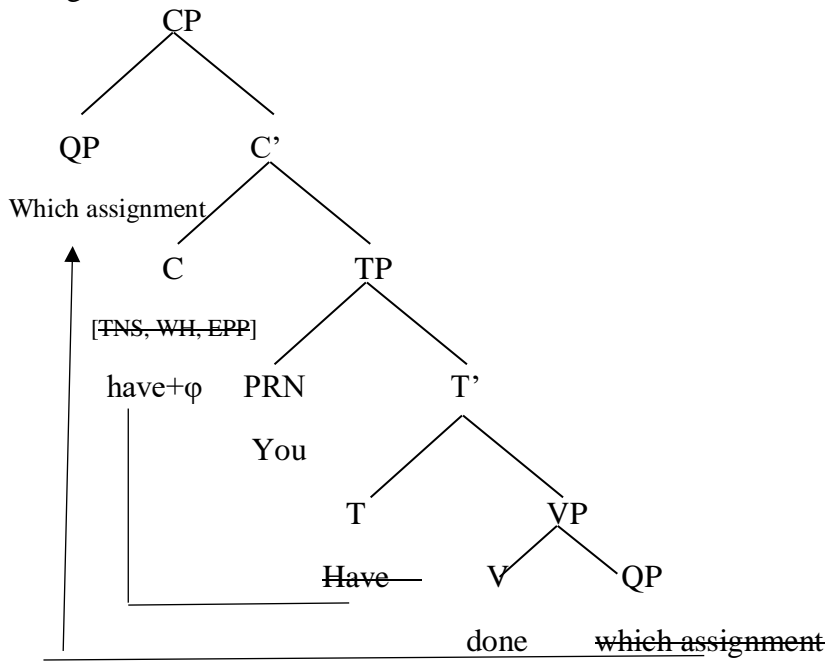 CP
QP C’
Which assignment
C TP
[TNS, WH, EPP]
have+φ PRN T’
You
T VP
Have V QP
done which assignment